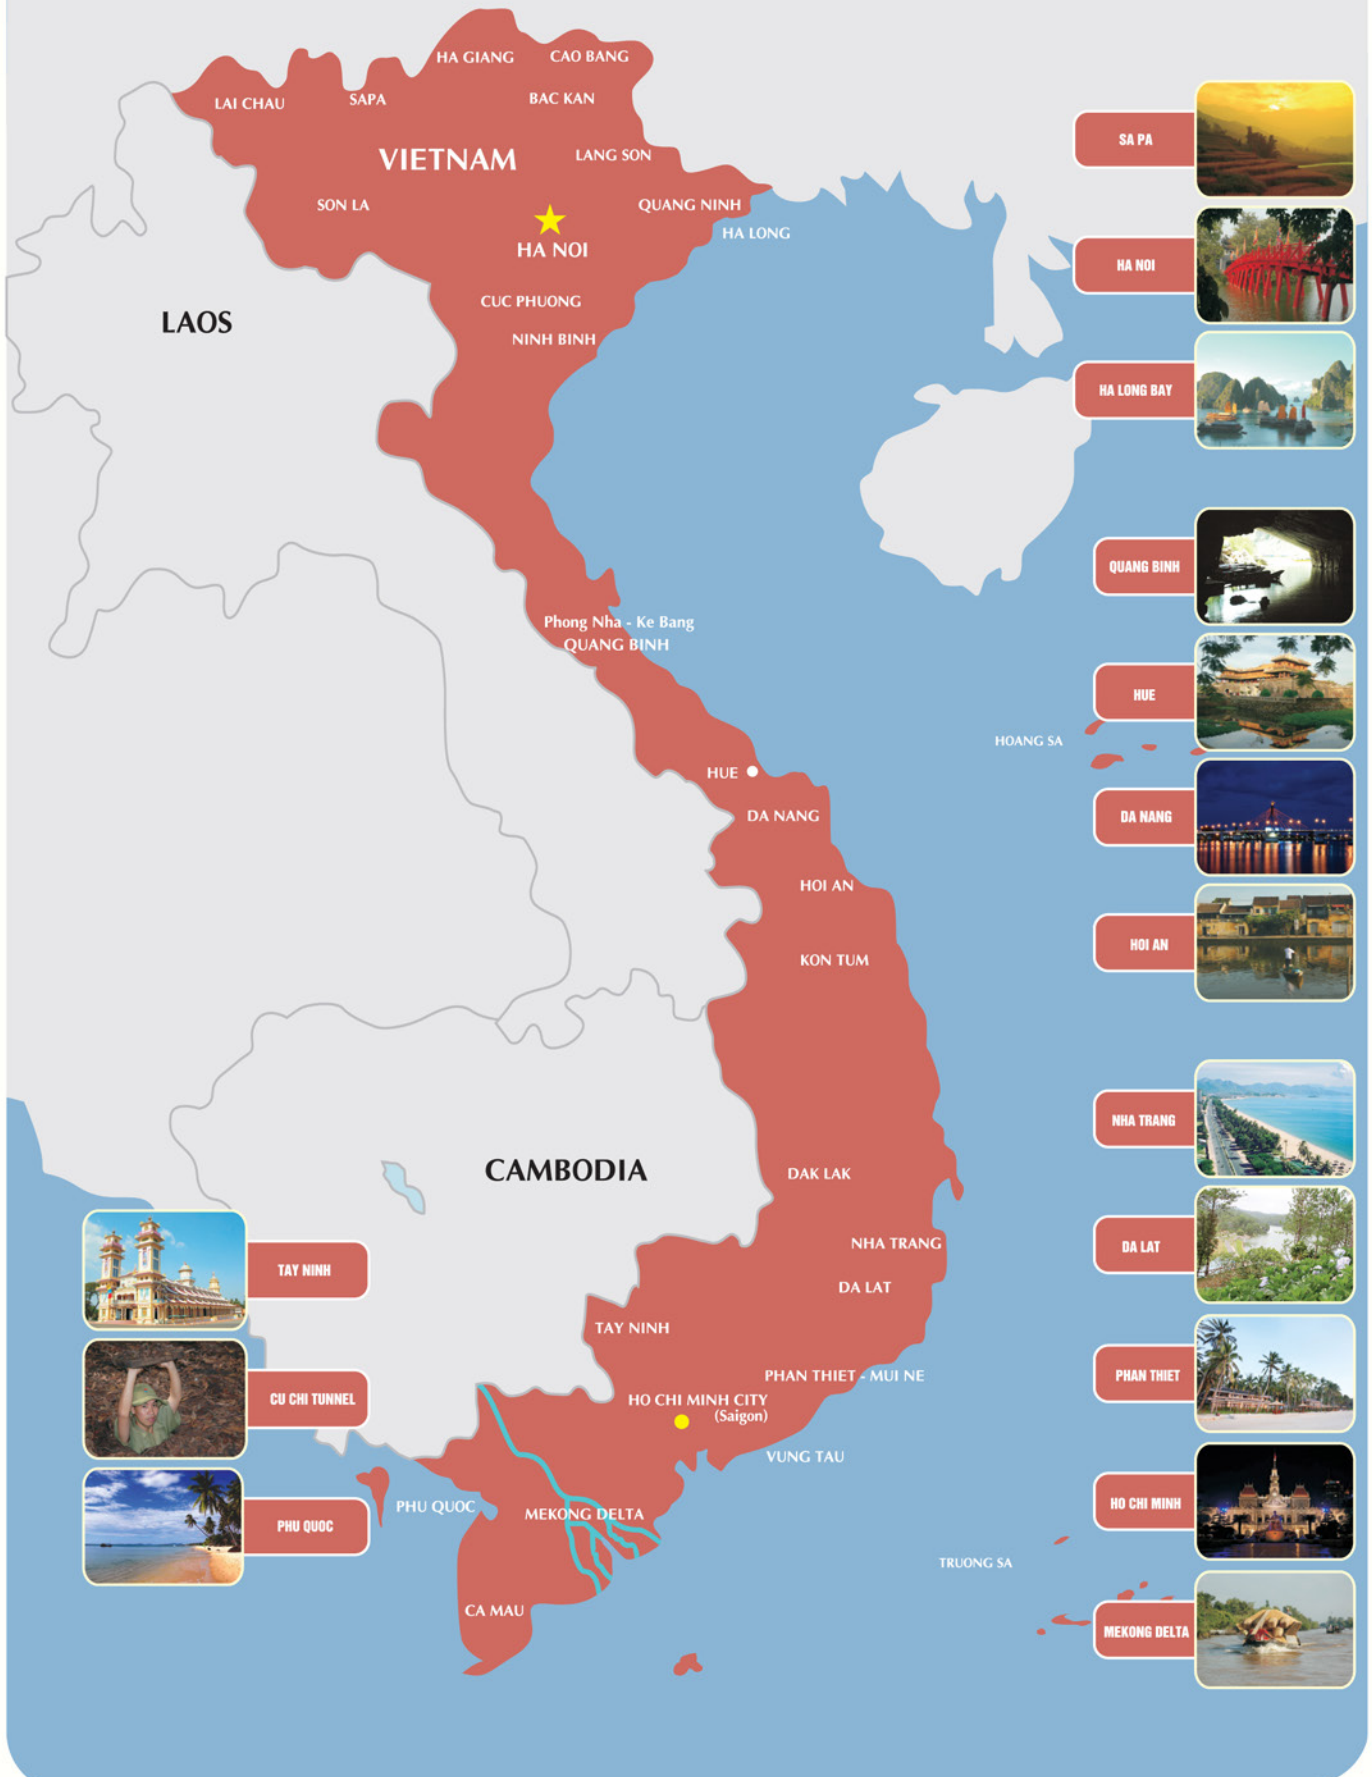 HA GIANG
CAO BANG
LAI CHAU
SAPA
BAC KAN
VIETNAM
LANG SON
SON LA
QUANG NINH
HA LONG
HA NOI
CUC PHUONG
NINH BINH
LAOS
Phong Nha - Ke Bang
QUANG BINH
HOANG SA
HUE
DA NANG
HOI AN
KON TUM
CAMBODIA
DAK LAK
NHA TRANG
DA LAT
TAY NINH
PHAN THIET - MUI NE
HO CHI MINH CITY
(Saigon)
VUNG TAU
PHU QUOC
MEKONG DELTA
TRUONG SA
CA MAU
SA PA
HA NOI
HA LONG BAY
QUANG BINH
HUE
DA NANG
HOI AN
NHA TRANG
DA LAT
PHAN THIET
HO CHI MINH
MEKONG DELTA
TAY NINH
CU CHI TUNNEL
PHU QUOC